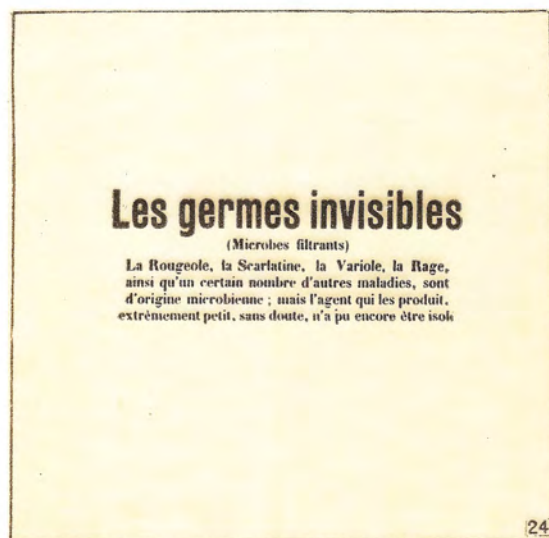 Les germes invisibles
(Microbes filtrants)
La Rougeole, la Scarlatine, la Variole, la Rage,
ainsi qu'un certain nombre d'autres maladies, sont
d'origine microbienne ; mais l'agent qui les produit,
extrêmement petit, sans doute, n'a pu encore être isolé
24